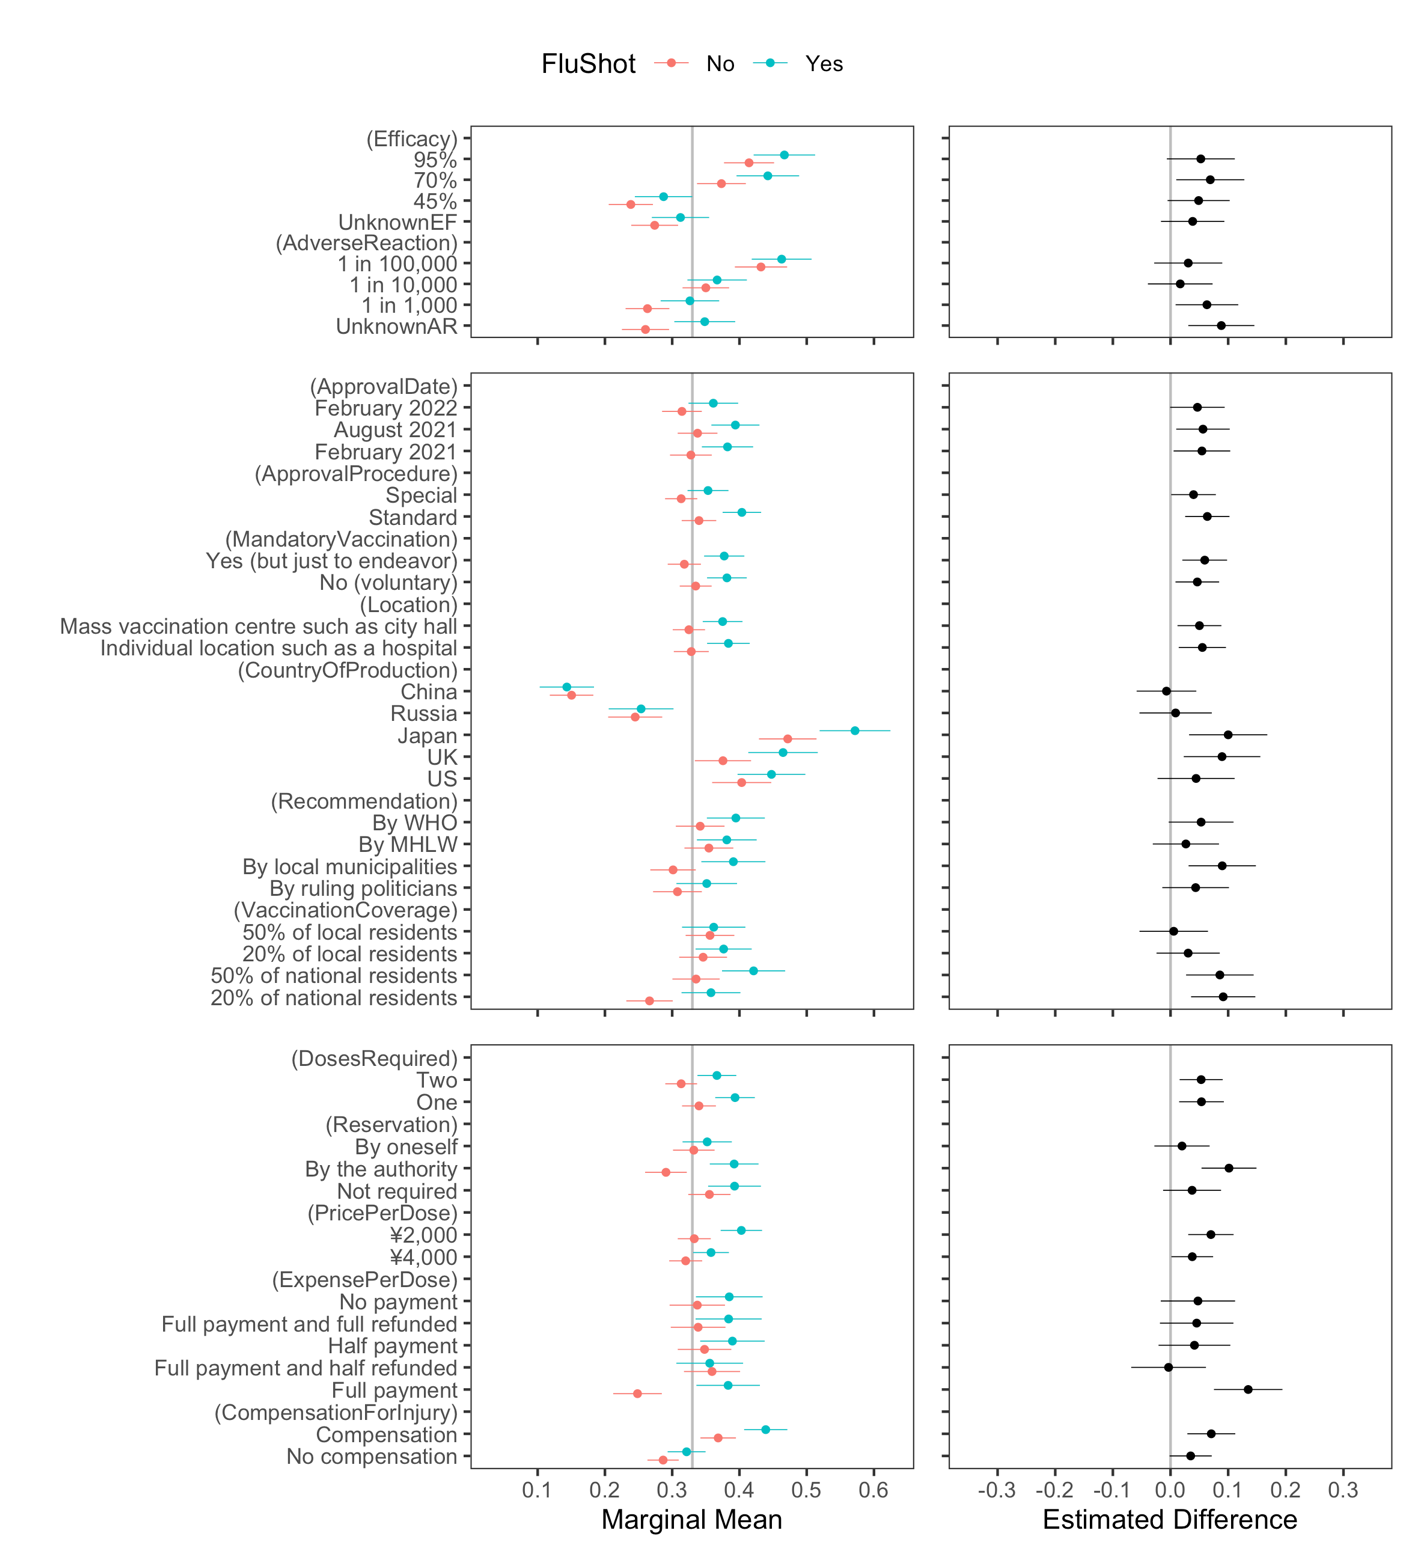 FluShot No Yes
(Efficacy)
95%
70%
45%
UnknownEF
(AdverseReaction)
1 in 100,000
1 in 10,000
1 in 1,000
UnknownAR
(ApprovalDate)
February 2022
August 2021
February 2021
(ApprovalProcedure)
Special
Standard
(MandatoryVaccination)
Yes (but just to endeavor)
No (voluntary)
(Location)
Mass vaccination centre such as city hall
Individual location such as a hospital
(CountryOfProduction)
China
Russia
Japan
UK
US
(Recommendation)
By WHO
By MHLW
By local municipalities
By ruling politicians
(VaccinationCoverage)
50% of local residents
20% of local residents
50% of national residents
20% of national residents
(DosesRequired)
Two
One
(Reservation)
By oneself
By the authority
Not required
(PricePerDose)
¥2,000
¥4,000
(ExpensePerDose)
No payment
Full payment and full refunded
Half payment
Full payment and half refunded
Full payment
(CompensationForInjury)
Compensation
No compensation
0.1 0.2 0.3 0.4 0.5 0.6
Marginal Mean
-0.3 -0.2 -0.1 0.0 0.1 0.2 0.3
Estimated Difference